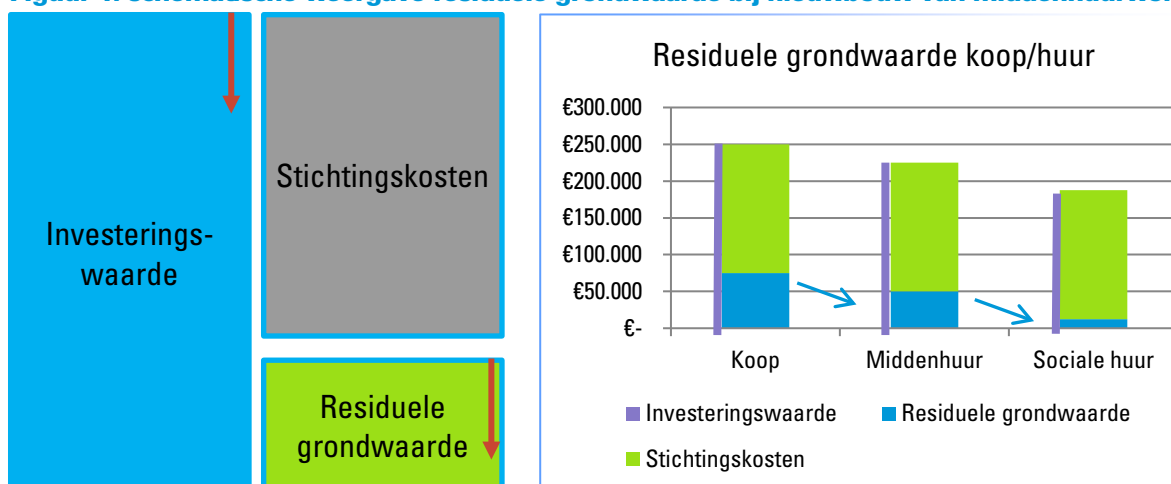 Investerings-
waarde
Stichtingskosten
Residuele
grondwaarde
Residuele grondwaarde koop/huur
€300.000
€250.000
€200.000
€150.000
€100.000
€50.000
€-
Koop Middenhuur Sociale huur
Investeringswaarde Residuele grondwaarde
Stichtingskosten